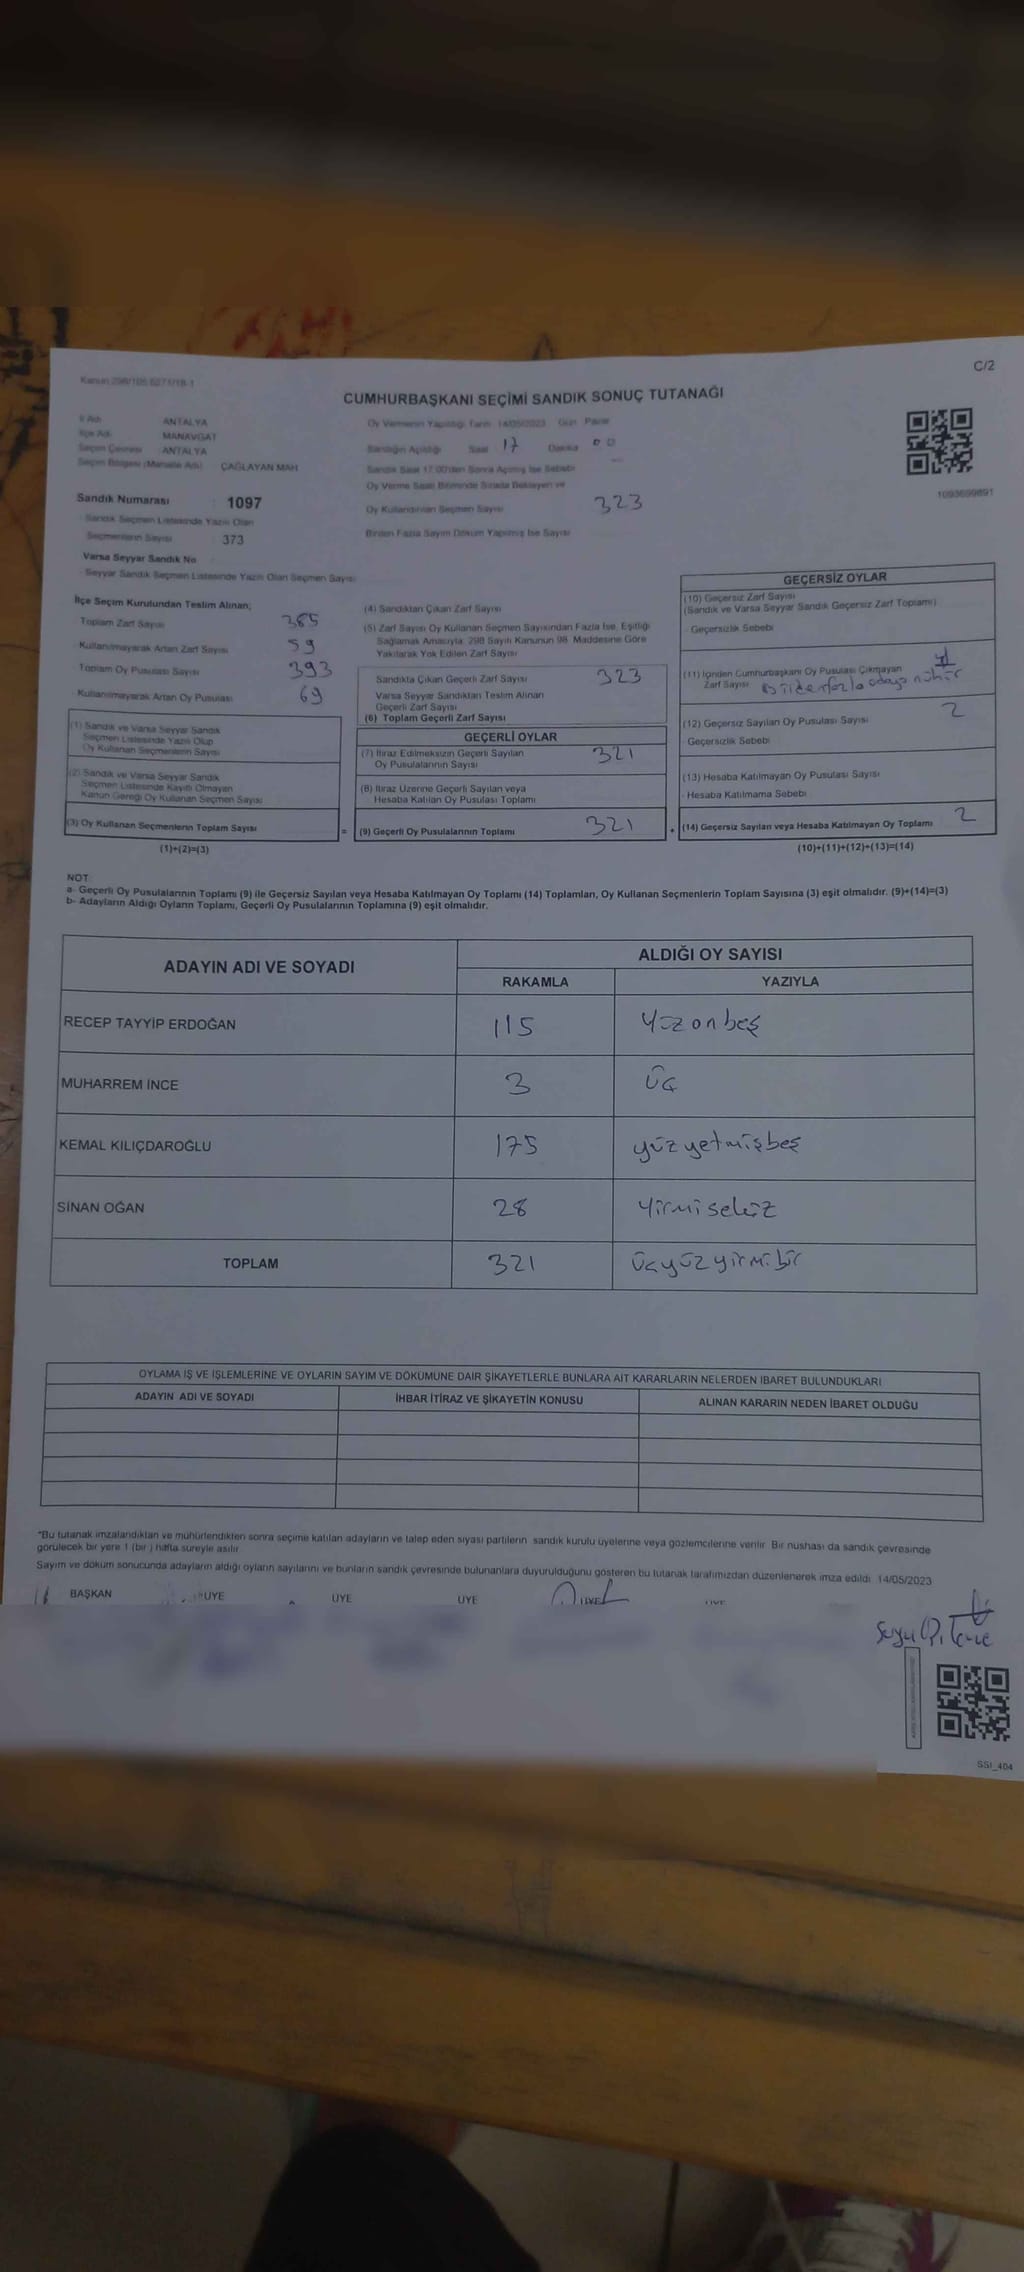 Kanun 298/105 6271/18-1
C/2
CUMHURBAŞKANI SEÇİMİ SANDIK SONUÇ TUTANAĞI
İl Adı ANTALYA
İlçe Adı MANAVGAT
Seçim Çevresi ANTALYA
Seçim Bölgesi (Mahalle Adı) ÇAĞLAYAN MAH
Sandık Numarası 1097
Sandık Seçmen Listesinde Yazılı Olan
Seçmenlerin Sayısı 373
Varsa Seyyar Sandık No
Seyyar Sandık Seçmen Listesinde Yazılı Olan Seçmen Sayısı
Oy Vermenin Yapıldığı Tarih 14/05/2023 Gün Pazar
Sandığın Açıldığı Saat 17 Dakika 00
Sandık Saat 17:00'den Sonra Açılmış İse Sebebi
Oy Verme Saati Bitiminde Sırada Bekleyen ve
Oy Kullandırılan Seçmen Sayısı 323
Birden Fazla Sayım Döküm Yapılmış İse Sayısı
1093699891
İlçe Seçim Kurulundan Teslim Alınan;
Toplam Zarf Sayısı 385
Kullanılmayarak Artan Zarf Sayısı 59
Toplam Oy Pusulası Sayısı 393
Kullanılmayarak Artan Oy Pusulası 69
(1) Sandık ve Varsa Seyyar Sandık
Seçmen Listesinde Yazılı Olup
Oy Kullanan Seçmenlerin Sayısı
(2) Sandık ve Varsa Seyyar Sandık
Seçmen Listesinde Kayıtlı Olmayan
Kanun Gereği Oy Kullanan Seçmen Sayısı
(3) Oy Kullanan Seçmenlerin Toplam Sayısı
(1)+(2)=(3)
=
(4) Sandıktan Çıkan Zarf Sayısı
(5) Zarf Sayısı Oy Kullanan Seçmen Sayısından Fazla İse, Eşitliği
Sağlamak Amacıyla, 298 Sayılı Kanunun 98. Maddesine Göre
Yakılarak Yok Edilen Zarf Sayısı
Sandıkta Çıkan Geçerli Zarf Sayısı 323
Varsa Seyyar Sandıktan Teslim Alınan
Geçerli Zarf Sayısı
(6) Toplam Geçerli Zarf Sayısı
GEÇERLİ OYLAR
(7) İtiraz Edilmeksizin Geçerli Sayılan
Oy Pusulalarının Sayısı 321
(8) İtiraz Üzerine Geçerli Sayılan veya
Hesaba Katılan Oy Pusulası Toplamı
(9) Geçerli Oy Pusulalarının Toplamı 321
+
GEÇERSİZ OYLAR
(10) Geçersiz Zarf Sayısı
(Sandık ve Varsa Seyyar Sandık Geçersiz Zarf Toplamı)
- Geçersizlik Sebebi
(11) İçinden Cumhurbaşkanı Oy Pusulası Çıkmayan
Zarf Sayısı Birden fazla adaya mühür
(12) Geçersiz Sayılan Oy Pusulası Sayısı 2
Geçersizlik Sebebi
(13) Hesaba Katılmayan Oy Pusulası Sayısı
- Hesaba Katılmama Sebebi
(14) Geçersiz Sayılan veya Hesaba Katılmayan Oy Toplamı 2
(10)+(11)+(12)+(13)=(14)
NOT:
a- Geçerli Oy Pusulalarının Toplamı (9) ile Geçersiz Sayılan veya Hesaba Katılmayan Oy Toplamı (14) Toplamları, Oy Kullanan Seçmenlerin Toplam Sayısına (3) eşit olmalıdır. (9)+(14)=(3)
b- Adayların Aldığı Oyların Toplamı, Geçerli Oy Pusulalarının Toplamına (9) eşit olmalıdır.
ADAYIN ADI VE SOYADI
ALDIĞI OY SAYISI
RAKAMLA YAZIYLA
RECEP TAYYİP ERDOĞAN 115 Yüzonbeş
MUHARREM İNCE 3 Üç
KEMAL KILIÇDAROĞLU 175 yüzyetmişbeş
SİNAN OĞAN 28 Yirmisekiz
TOPLAM 321 Üçyüzyirmibir
OYLAMA İŞ VE İŞLEMLERİNE VE OYLARIN SAYIM VE DÖKÜMÜNE DAİR ŞİKAYETLERLE BUNLARA AİT KARARLARIN NELERDEN İBARET BULUNDUKLARI
ADAYIN ADI VE SOYADI İHBAR İTİRAZ VE ŞİKAYETİN KONUSU ALINAN KARARIN NEDEN İBARET OLDUĞU
*Bu tutanak imzalandıktan ve mühürlendikten sonra seçime katılan adayların ve talep eden siyasi partilerin sandık kurulu üyelerine veya gözlemcilerine verilir. Bir nüshası da sandık çevresinde
görülecek bir yere 1 (bir ) hafta süreyle asılır.
Sayım ve döküm sonucunda adayların aldığı oyların sayılarını ve bunların sandık çevresinde bulunanlara duyurulduğunu gösteren bu tutanak tarafımızdan düzenlenerek imza edildi. 14/05/2023
BAŞKAN ÜYE ÜYE ÜYE ÜYE ÜYE
SSI_404